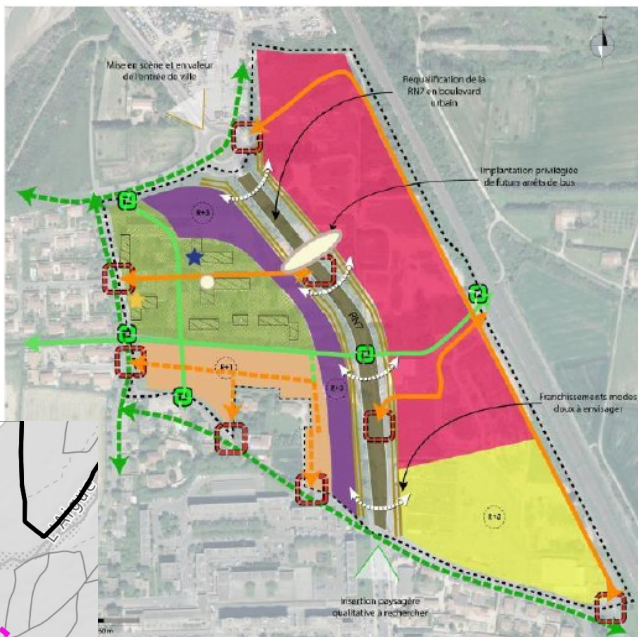 Mise en scène et en valeur
de l'entrée de ville
Requalification de la
RN7 en boulevard
urbain
Implantation privilégiée
de futurs arrêts de bus
R+3
RN7
R+1
R+3
Franchissements modes
doux à envisager
R+2
Insertion paysagère
qualitative à rechercher
50 m